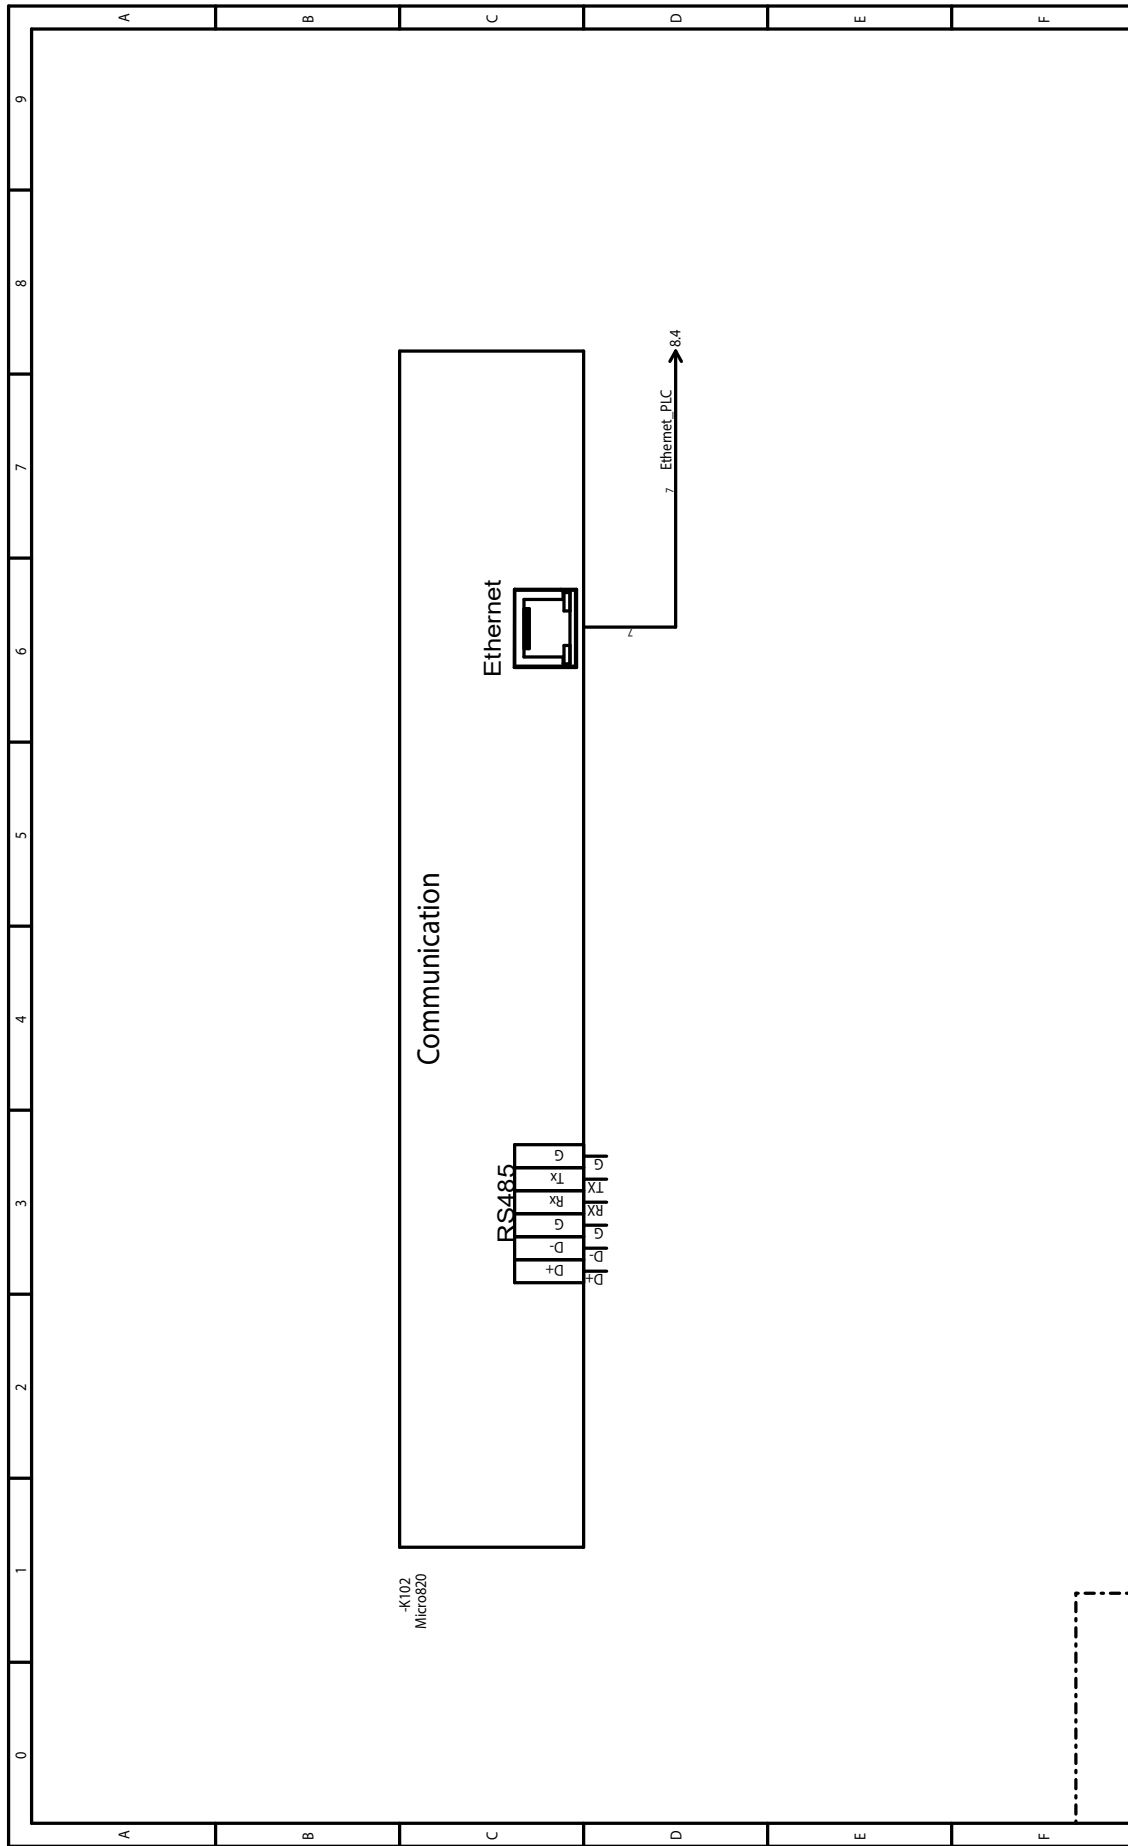 0 1 2 3 4 5 6 7 8 9
A A
B B
-K102
Micro820
Communication
C C
RS485 Ethernet
D+ D- G Rx Tx G
D+ D- G RX TX G
7
7 Ethernet_PLC
8.4
D D
E E
F F